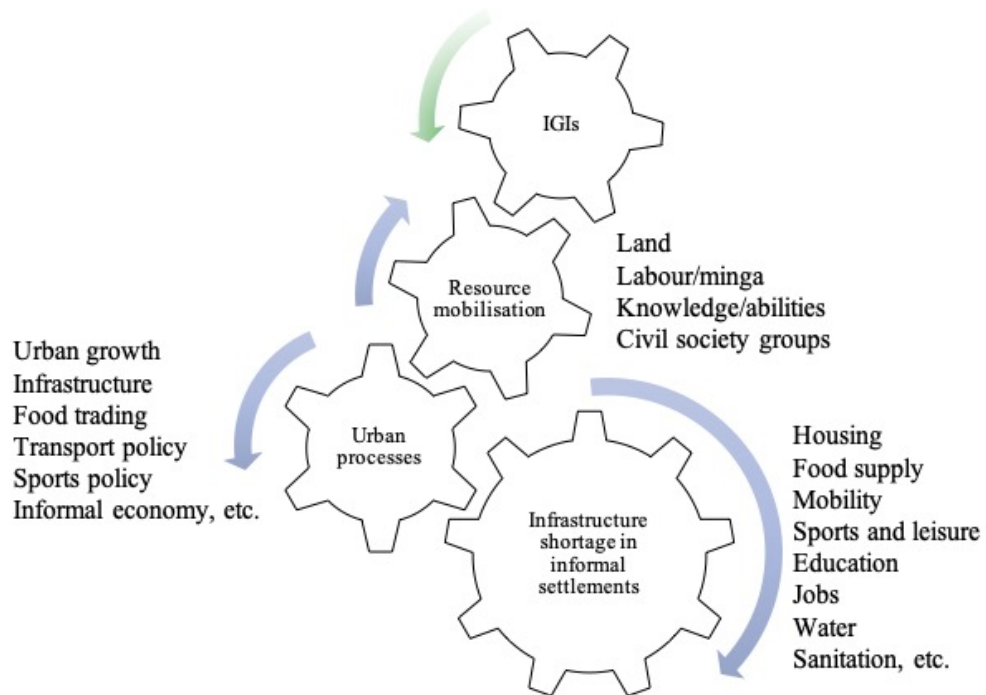 IGIs
Resource
mobilisation
Land
Labour/minga
Knowledge/abilities
Civil society groups
Urban growth
Infrastructure
Food trading
Transport policy
Sports policy
Informal economy, etc.
Urban
processes
Infrastructure
shortage in
informal
settlements
Housing
Food supply
Mobility
Sports and leisure
Education
Jobs
Water
Sanitation, etc.